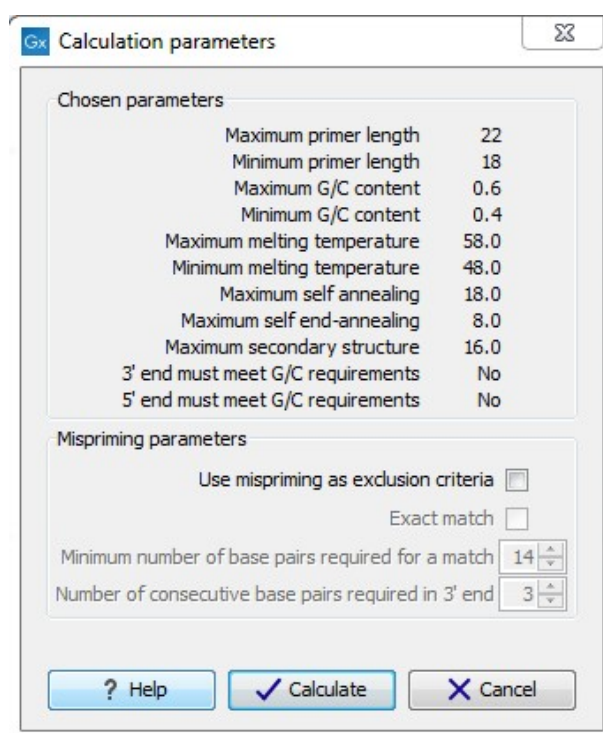 Gx Calculation parameters
Chosen parameters
Maximum primer length 22
Minimum primer length 18
Maximum G/C content 0.6
Minimum G/C content 0.4
Maximum melting temperature 58.0
Minimum melting temperature 48.0
Maximum self annealing 18.0
Maximum self end-annealing 8.0
Maximum secondary structure 16.0
3' end must meet G/C requirements No
5' end must meet G/C requirements No
Mispriming parameters
Use mispriming as exclusion criteria
Exact match
Minimum number of base pairs required for a match 14
Number of consecutive base pairs required in 3' end 3
? Help Calculate Cancel